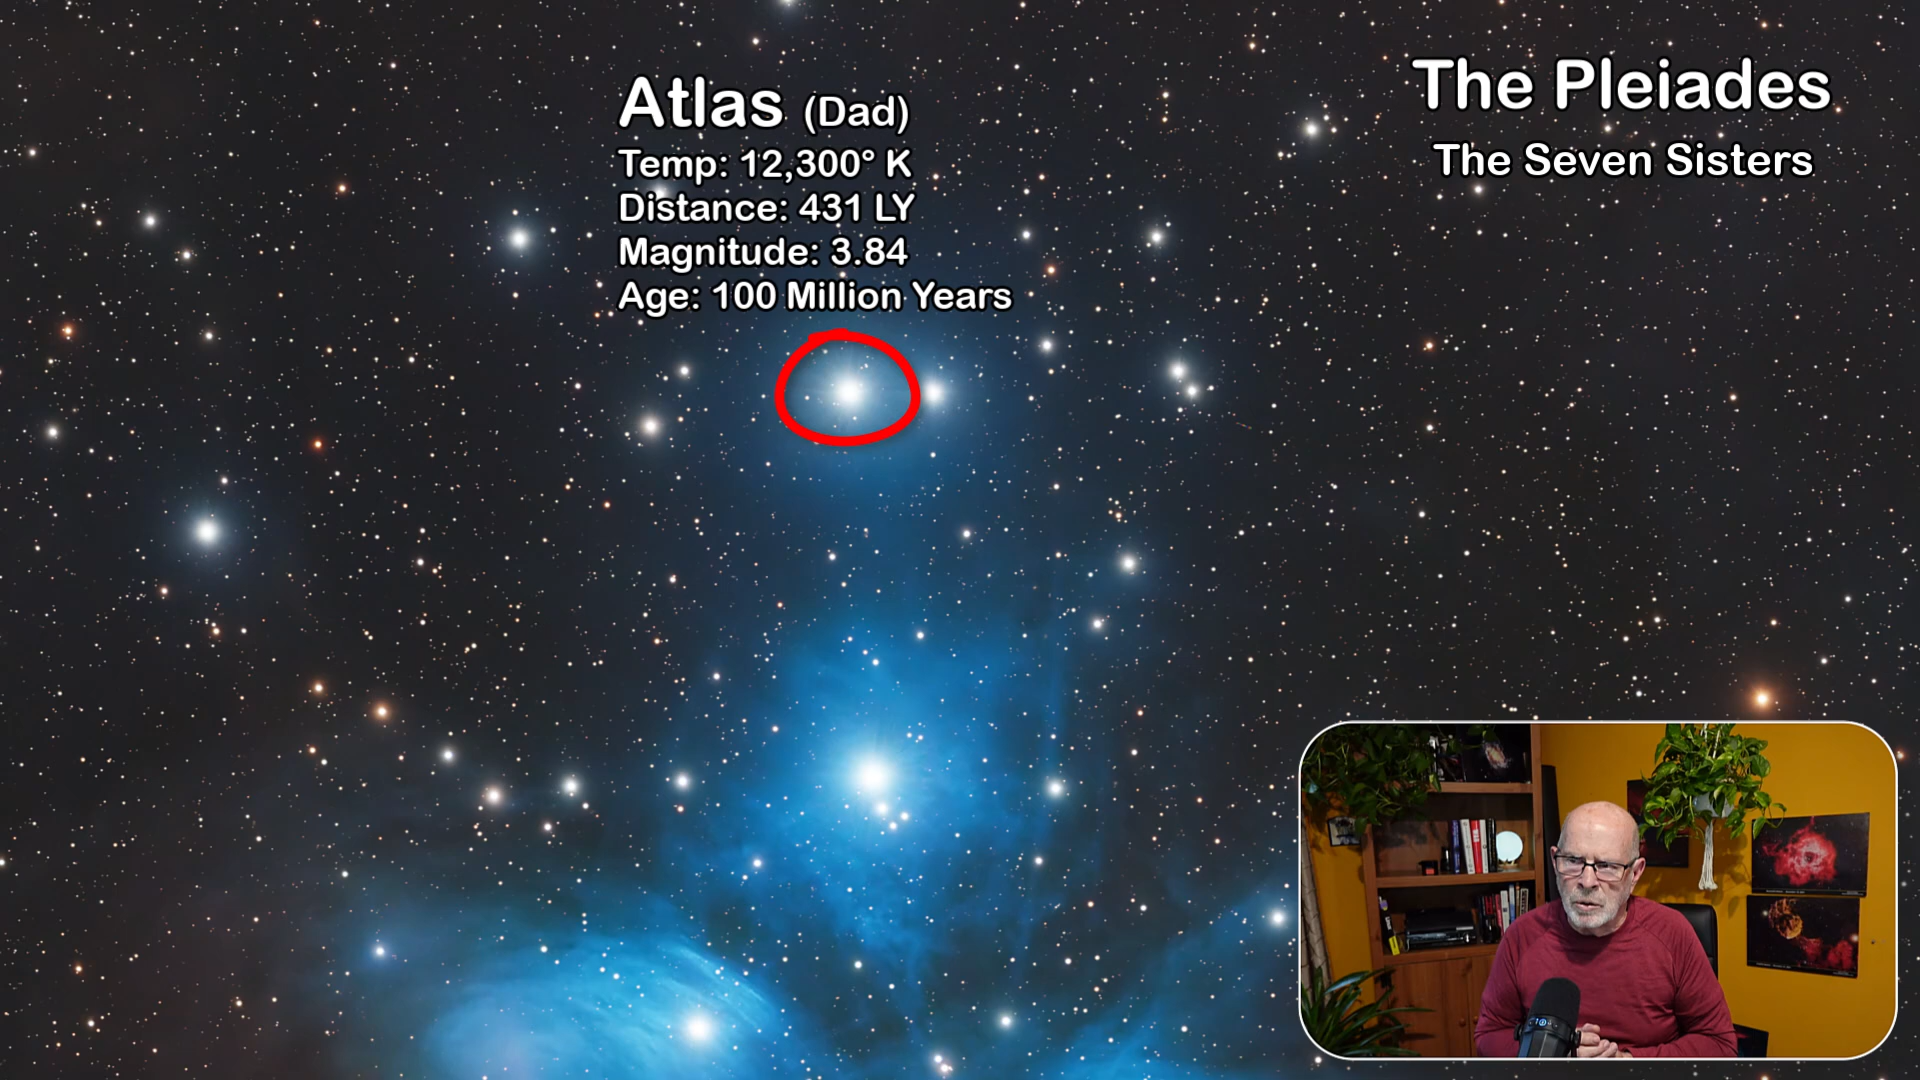 Atlas (Dad)
Temp: 12,300° K
Distance: 431 LY
Magnitude: 3.84
Age: 100 Million Years
The Pleiades
The Seven Sisters